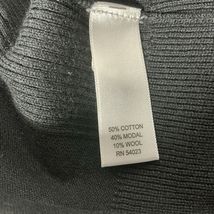 50% COTTON
40% MODAL
10% WOOL
RN 54023